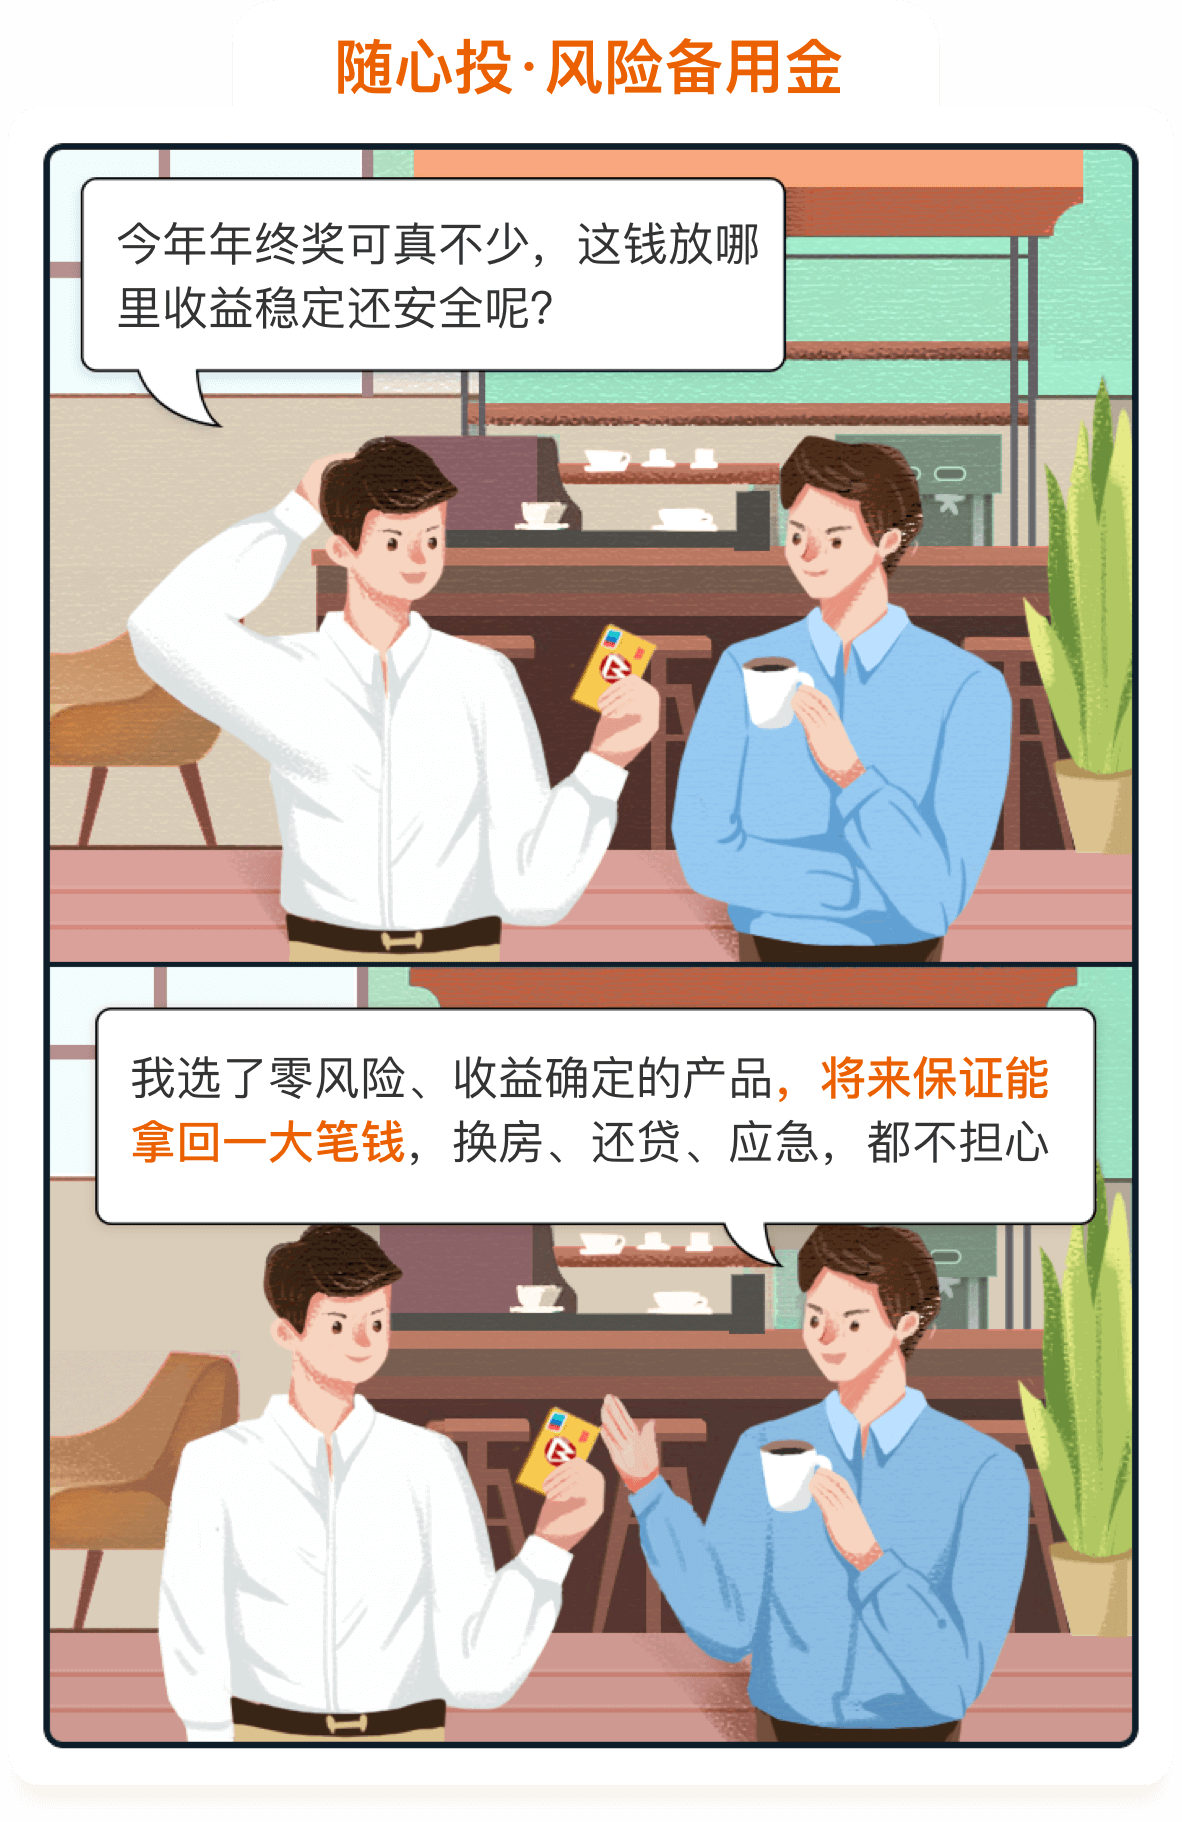 随心投·风险备用金
今年年终奖可真不少，这钱放哪
里收益稳定还安全呢？
我选了零风险、收益确定的产品，将来保证能
拿回一大笔钱，换房、还贷、应急，都不担心